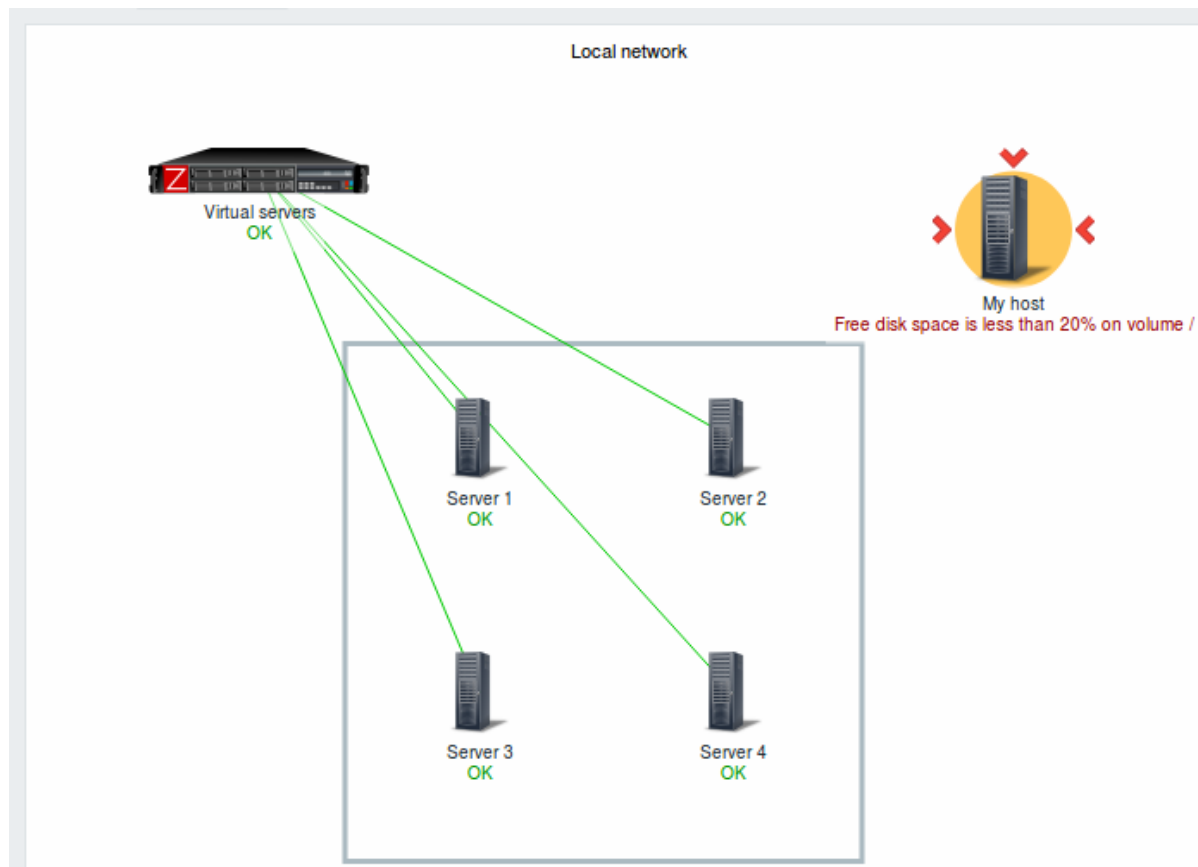 Local network
Z
Virtual servers
OK
My host
Free disk space is less than 20% on volume /
Server 1
OK
Server 2
OK
Server 3
OK
Server 4
OK